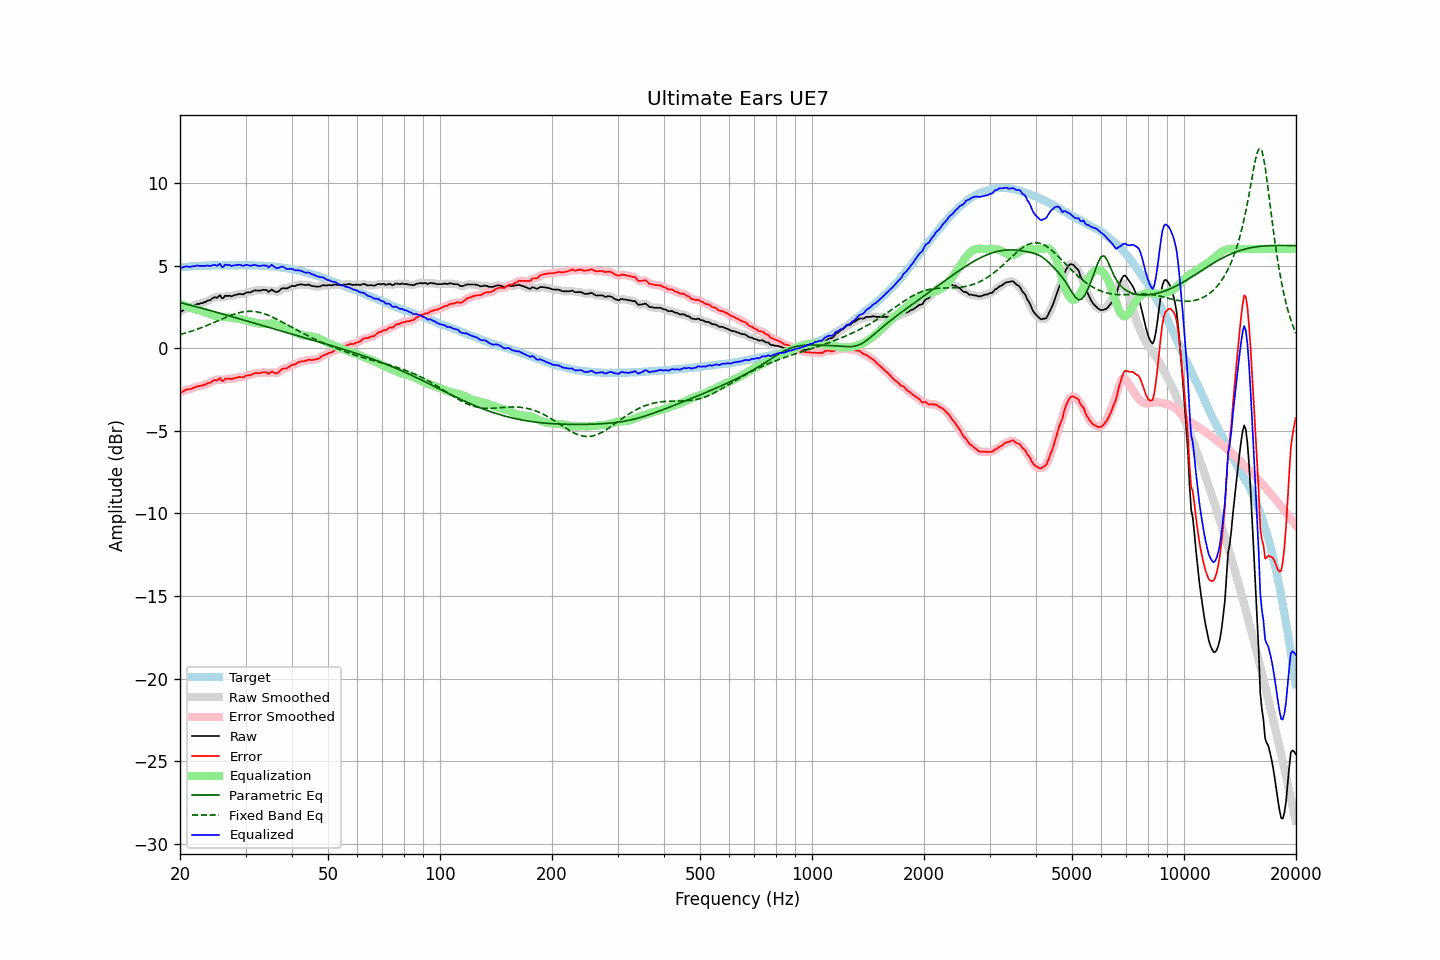 Ultimate Ears UE7
Amplitude (dBr)
10
5
0
−5
−10
−15
−20
−25
−30
Target
Raw Smoothed
Error Smoothed
Raw
Error
Equalization
Parametric Eq
Fixed Band Eq
Equalized
20 50 100 200 500 1000 2000 5000 10000 20000
Frequency (Hz)